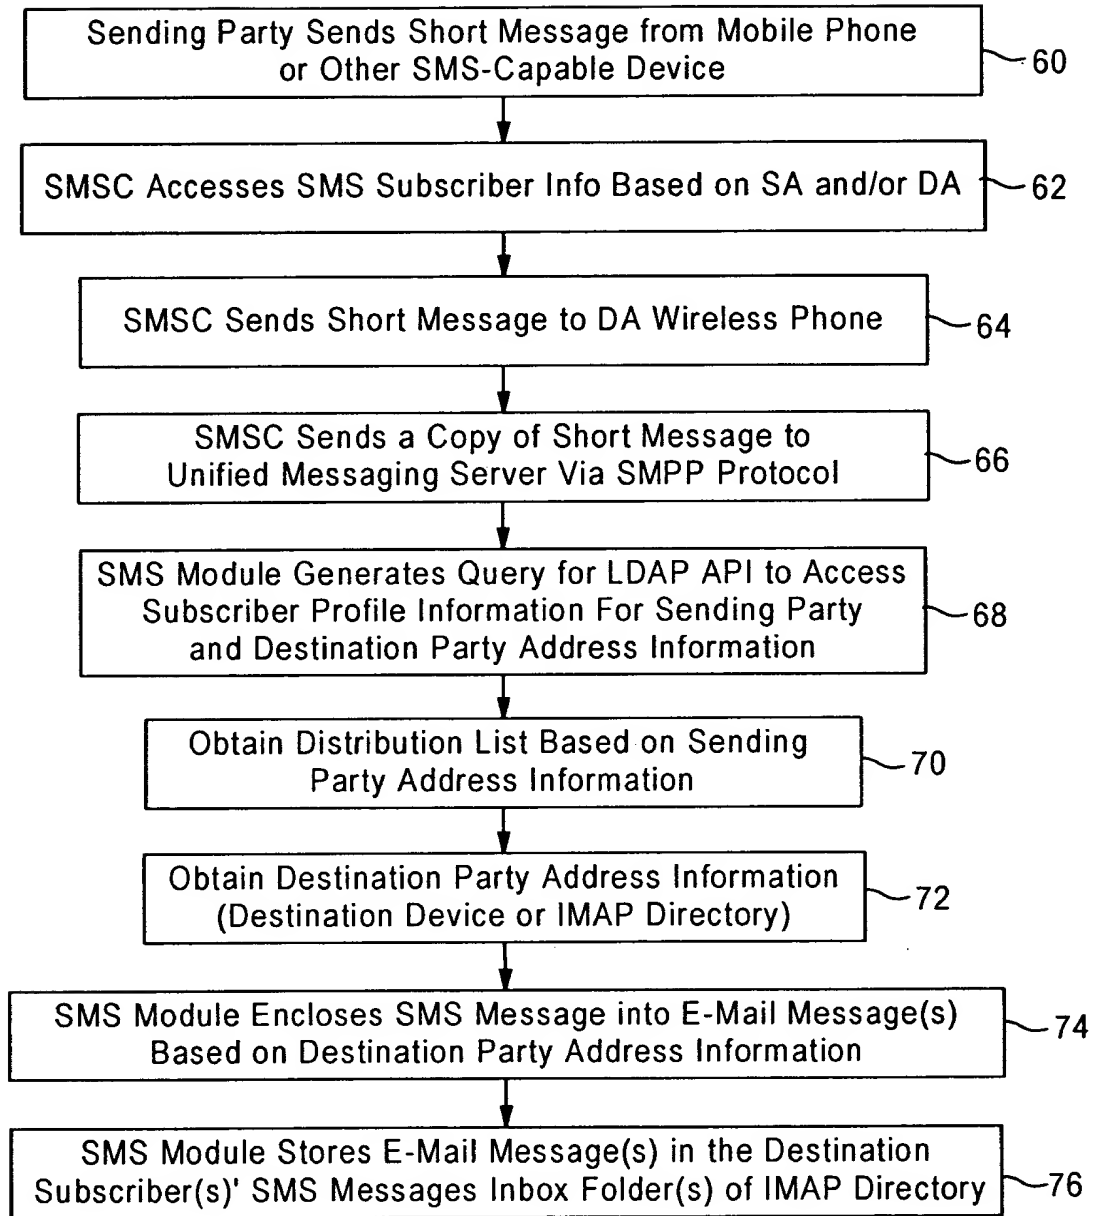 Sending Party Sends Short Message from Mobile Phone
or Other SMS-Capable Device
60
SMSC Accesses SMS Subscriber Info Based on SA and/or DA
62
SMSC Sends Short Message to DA Wireless Phone
64
SMSC Sends a Copy of Short Message to
Unified Messaging Server Via SMPP Protocol
66
SMS Module Generates Query for LDAP API to Access
Subscriber Profile Information For Sending Party
and Destination Party Address Information
68
Obtain Distribution List Based on Sending
Party Address Information
70
Obtain Destination Party Address Information
(Destination Device or IMAP Directory)
72
SMS Module Encloses SMS Message into E-Mail Message(s)
Based on Destination Party Address Information
74
SMS Module Stores E-Mail Message(s) in the Destination
Subscriber(s)' SMS Messages Inbox Folder(s) of IMAP Directory
76